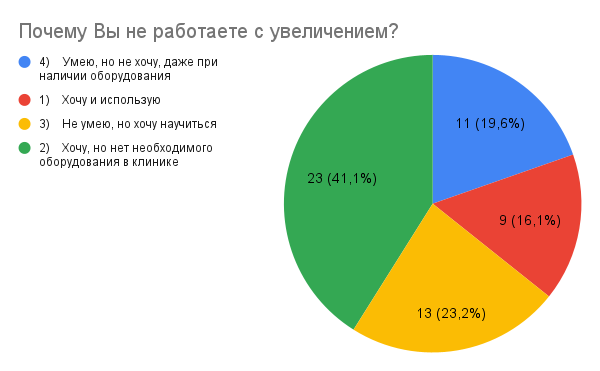 Почему Вы не работаете с увеличением?
4) Умею, но не хочу, даже при
наличии оборудования
1) Хочу и использую
3) Не умею, но хочу научиться
2) Хочу, но нет необходимого
оборудования в клинике
11 (19,6%)
9 (16,1%)
13 (23,2%)
23 (41,1%)